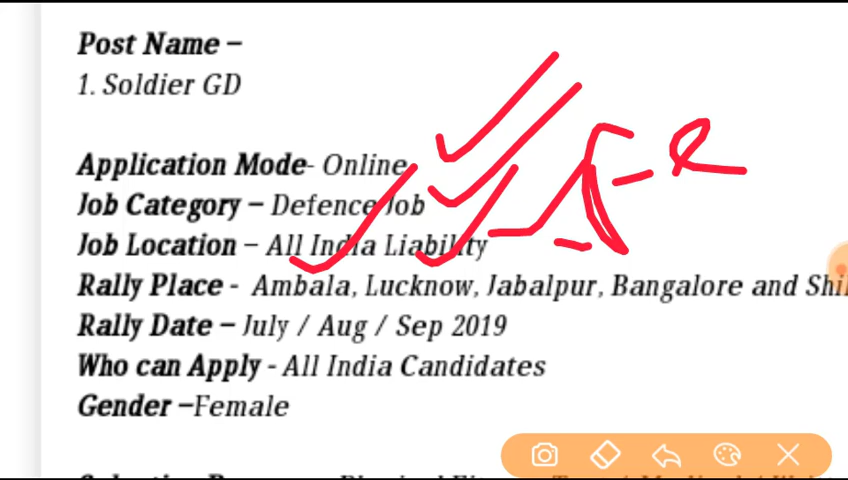 Post Name –
1. Soldier GD
Application Mode- Online
Job Category – Defence Job
Job Location – All India Liability
Rally Place - Ambala, Lucknow, Jabalpur, Bangalore and
Rally Date – July / Aug / Sep 2019
Who can Apply - All India Candidates
Gender –Female